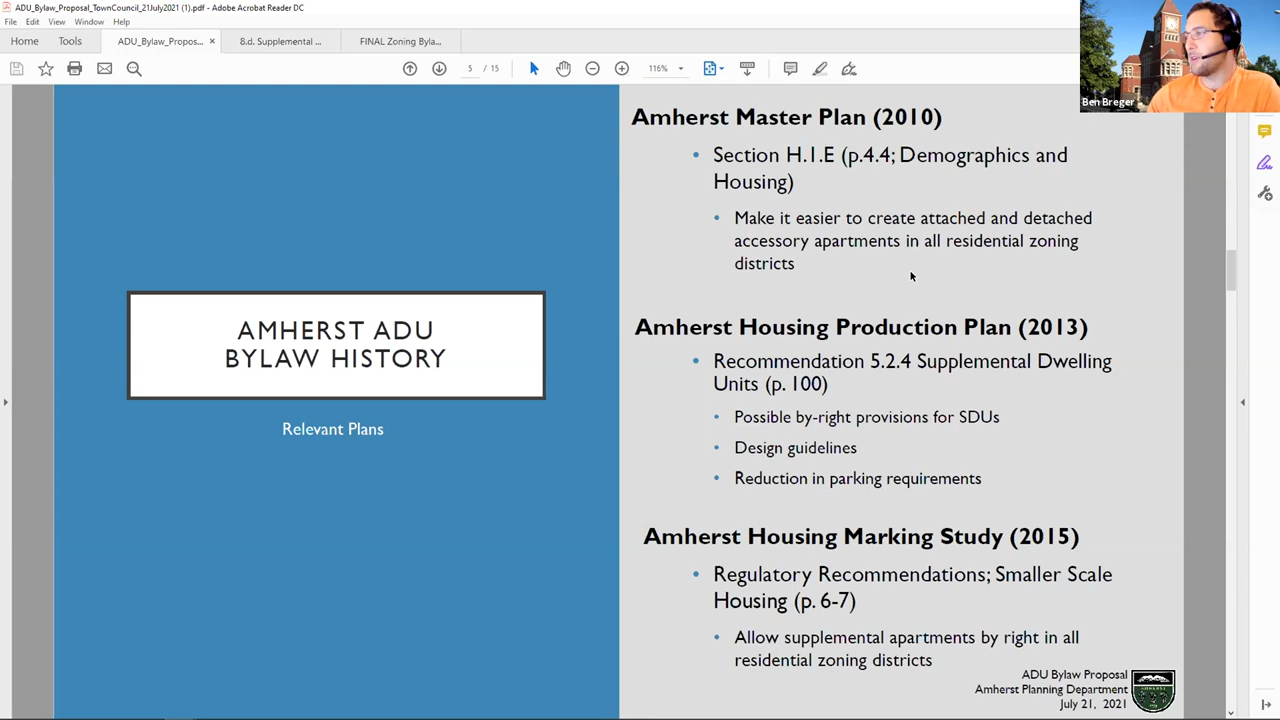 ADU_Bylaw_Proposal_TownCouncil_21July2021 (1).pdf - Adobe Acrobat Reader DC
File Edit View Window Help
Home Tools ADU_Bylaw_Propos... × 8.d. Supplemental ... FINAL Zoning Byla...
5 / 15 116%
Ben Breger
AMHERST ADU
BYLAW HISTORY
Relevant Plans
Amherst Master Plan (2010)
• Section H.1.E (p.4.4; Demographics and
Housing)
• Make it easier to create attached and detached
accessory apartments in all residential zoning
districts
Amherst Housing Production Plan (2013)
• Recommendation 5.2.4 Supplemental Dwelling
Units (p. 100)
• Possible by-right provisions for SDUs
• Design guidelines
• Reduction in parking requirements
Amherst Housing Marking Study (2015)
• Regulatory Recommendations; Smaller Scale
Housing (p. 6-7)
• Allow supplemental apartments by right in all
residential zoning districts
ADU Bylaw Proposal
Amherst Planning Department
July 21, 2021